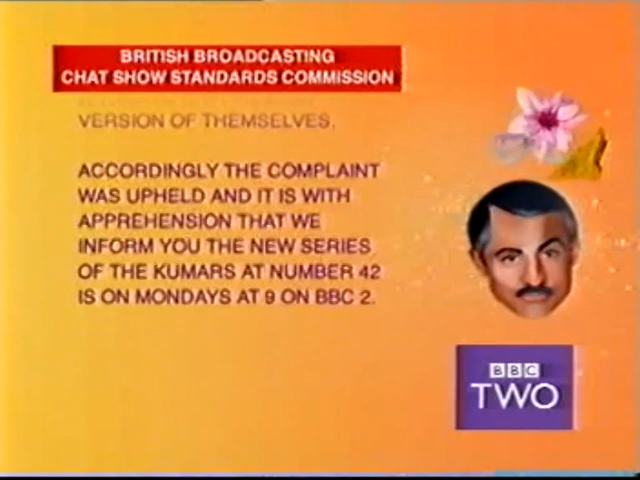 BRITISH BROADCASTING
CHAT SHOW STANDARDS COMMISSION
VERSION OF THEMSELVES.
ACCORDINGLY THE COMPLAINT
WAS UPHELD AND IT IS WITH
APPREHENSION THAT WE
INFORM YOU THE NEW SERIES
OF THE KUMARS AT NUMBER 42
IS ON MONDAYS AT 9 ON BBC 2.
BBC
TWO